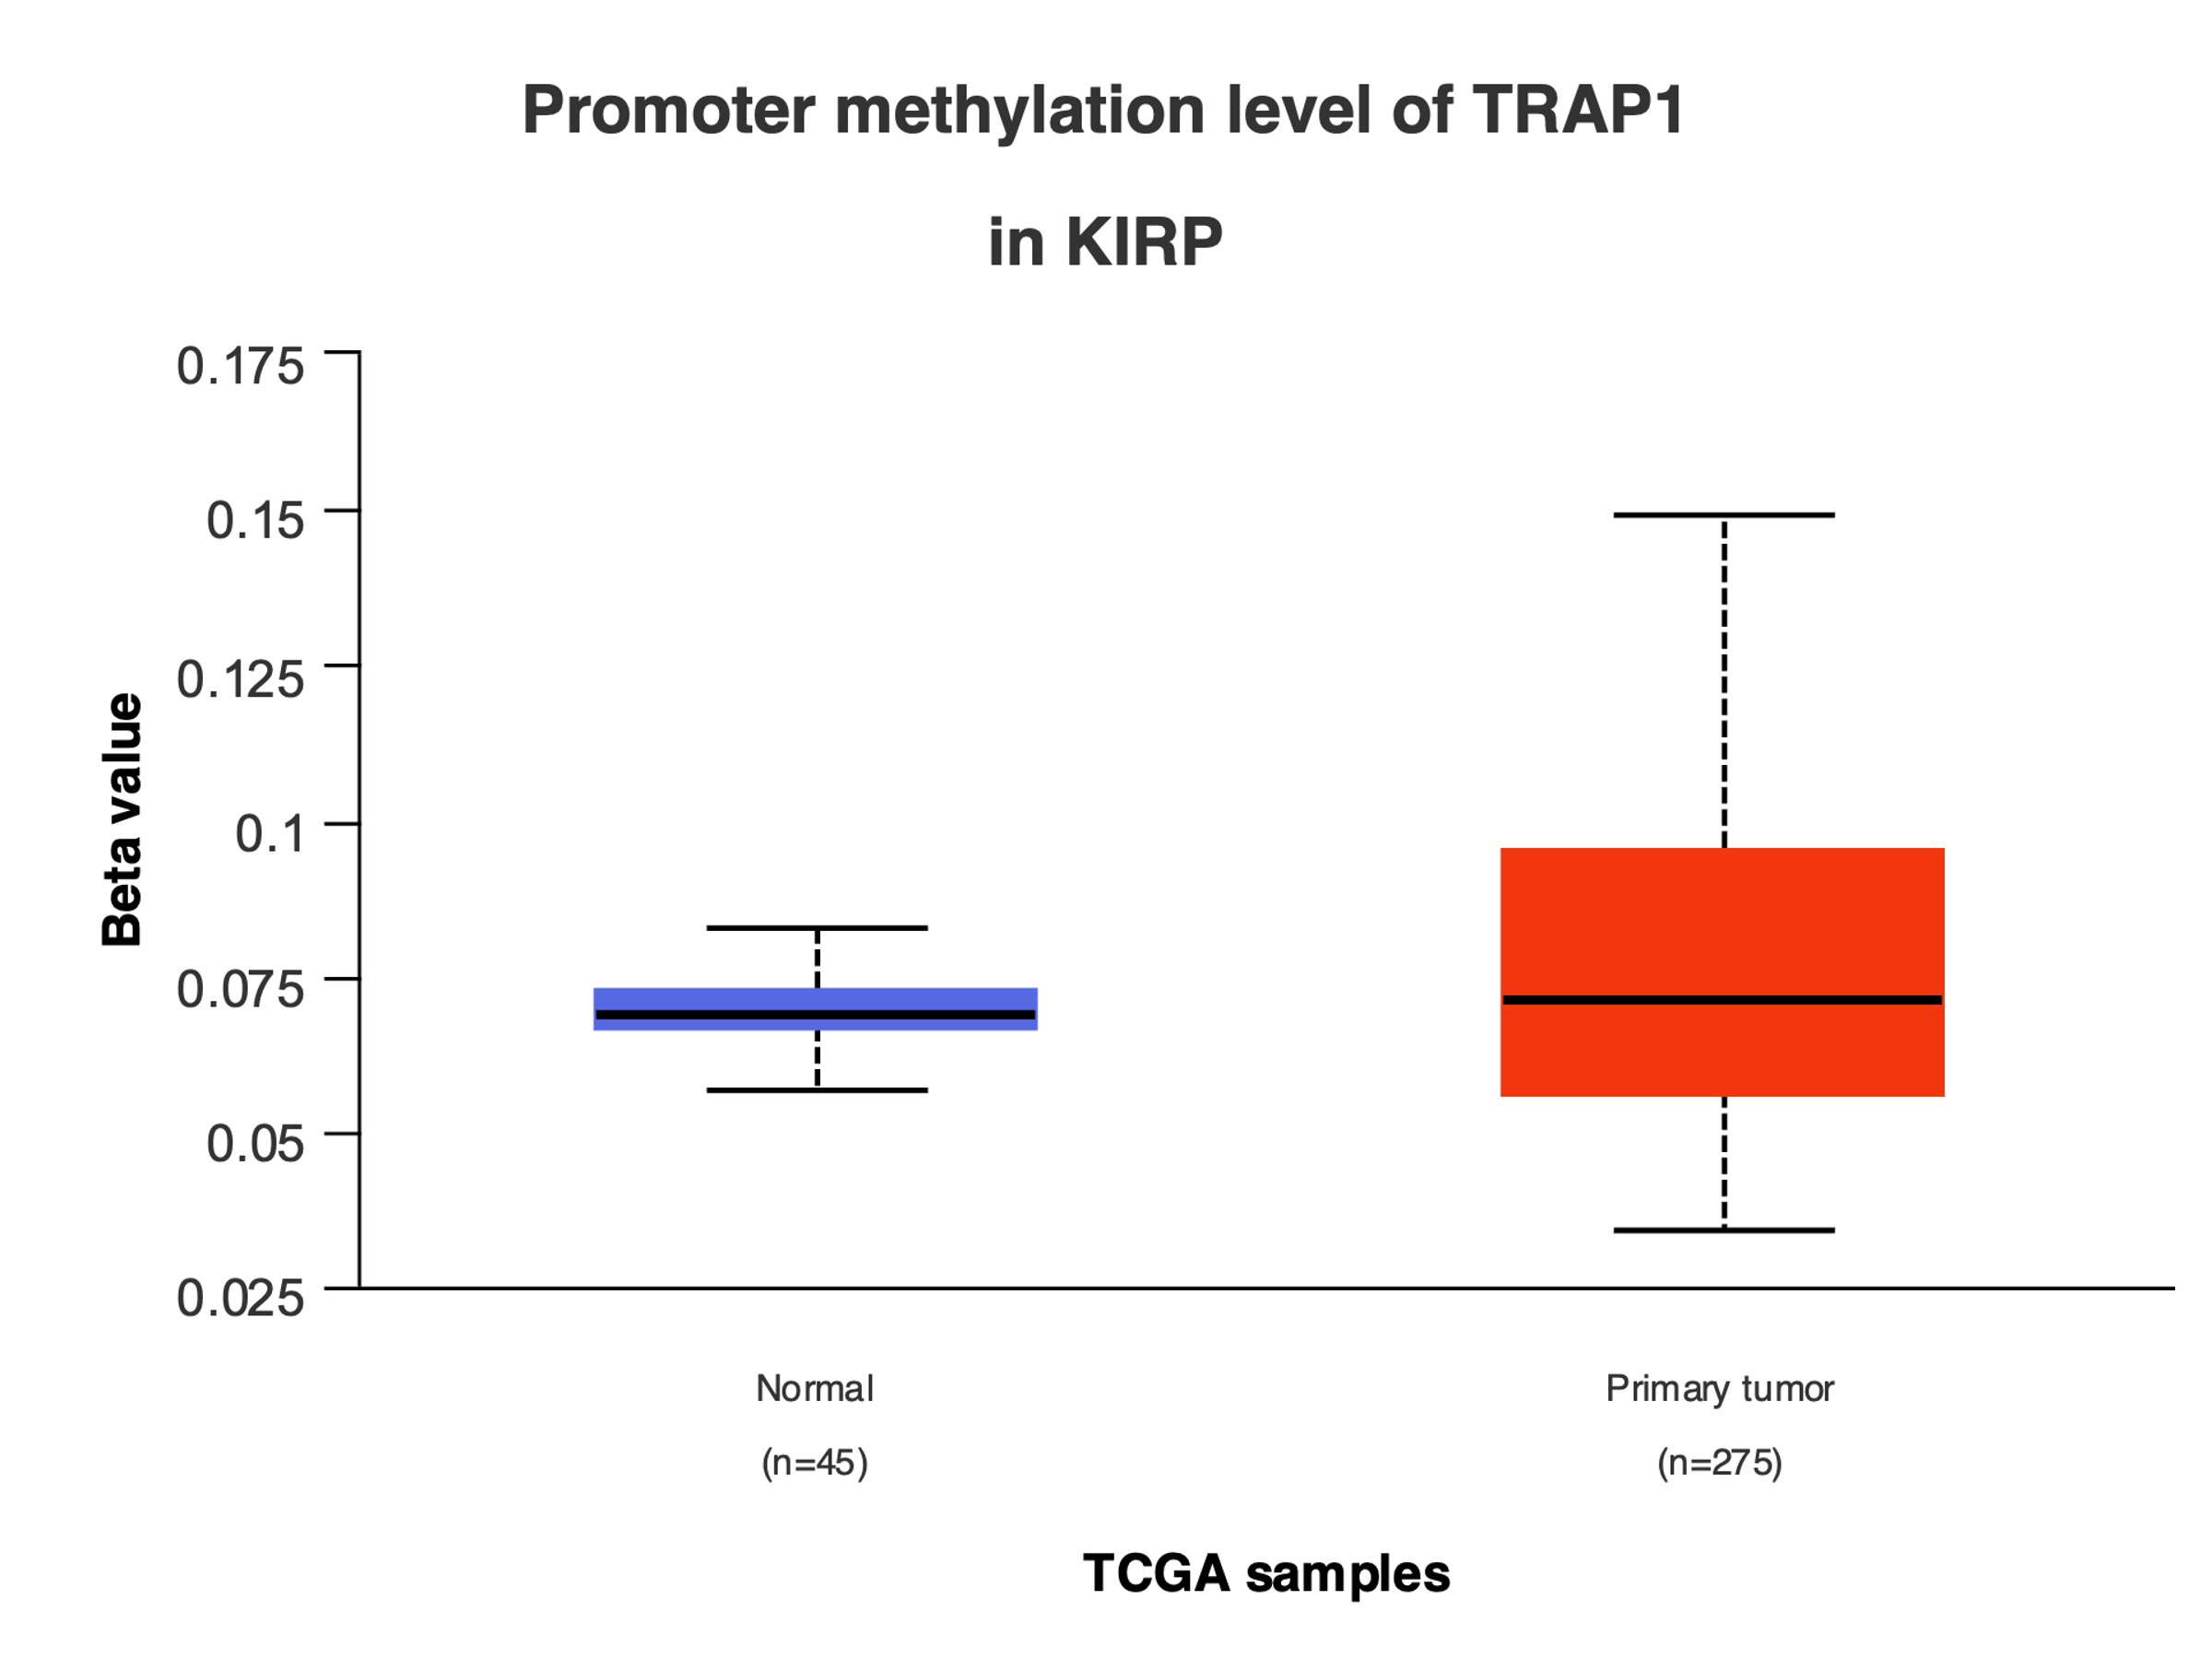 Promoter methylation level of TRAP1
in KIRP
0.175
0.15
0.125
0.1
0.075
0.05
0.025
Beta value
Normal
(n=45)
Primary tumor
(n=275)
TCGA samples